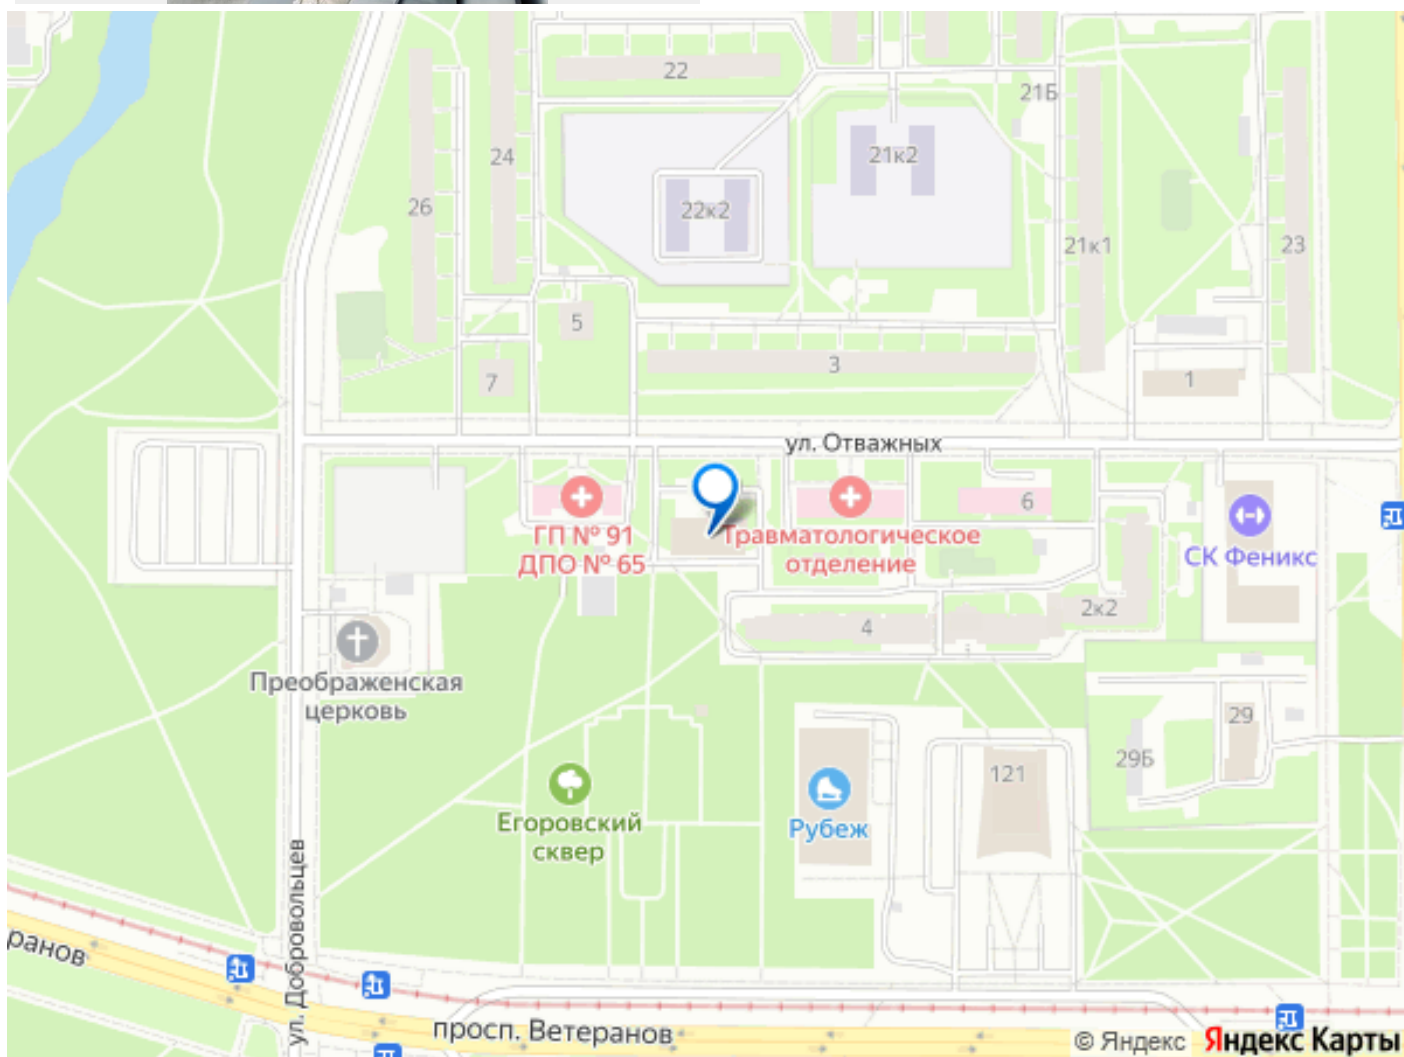 22
21Б
24
21к2
26
22к2
21к1
23
5
3
7
1
ул. Отважных
6
ГП № 91
ДПО № 65
Травматологическое
отделение
СК Феникс
2к2
4
Преображенская
церковь
29
29Б
121
Егоровский
сквер
Рубеж
ул. Добровольцев
ранов
просп. Ветеранов
© Яндекс Яндекс Карты